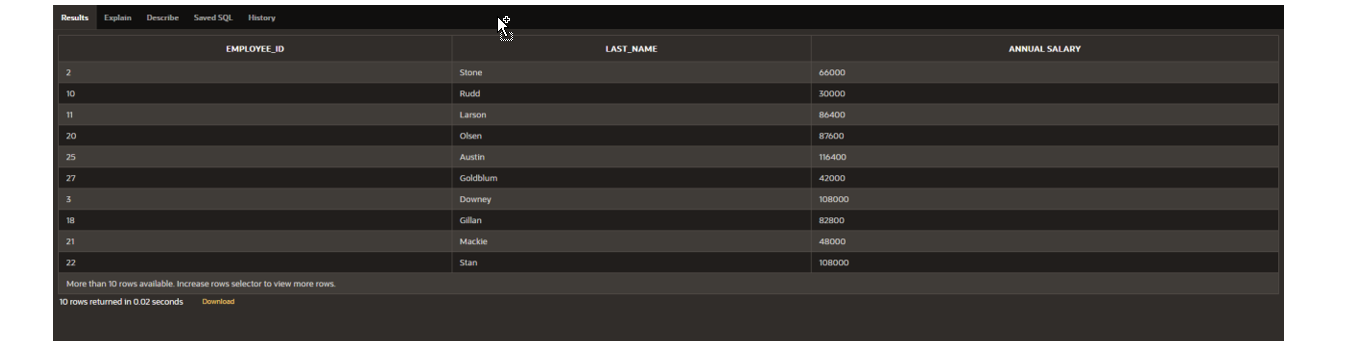 Results Explain Describe Saved SQL History
EMPLOYEE_ID LAST_NAME ANNUAL SALARY
2 Stone 66000
10 Rudd 30000
11 Larson 86400
20 Olsen 87600
25 Austin 116400
27 Goldblum 42000
3 Downey 108000
18 Gillan 82800
21 Mackie 48000
22 Stan 108000
More than 10 rows available. Increase rows selector to view more rows.
10 rows returned in 0.02 seconds Download